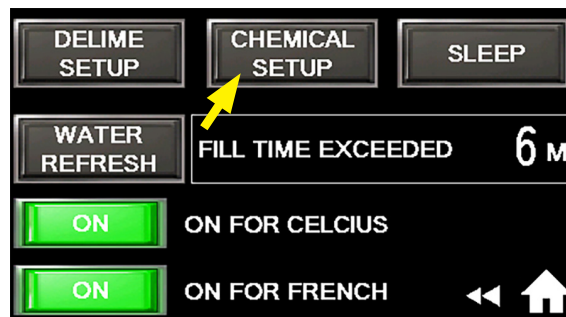 DELIME
SETUP
CHEMICAL
SETUP
SLEEP
WATER
REFRESH
FILL TIME EXCEEDED 6 M
ON ON FOR CELCIUS
ON ON FOR FRENCH